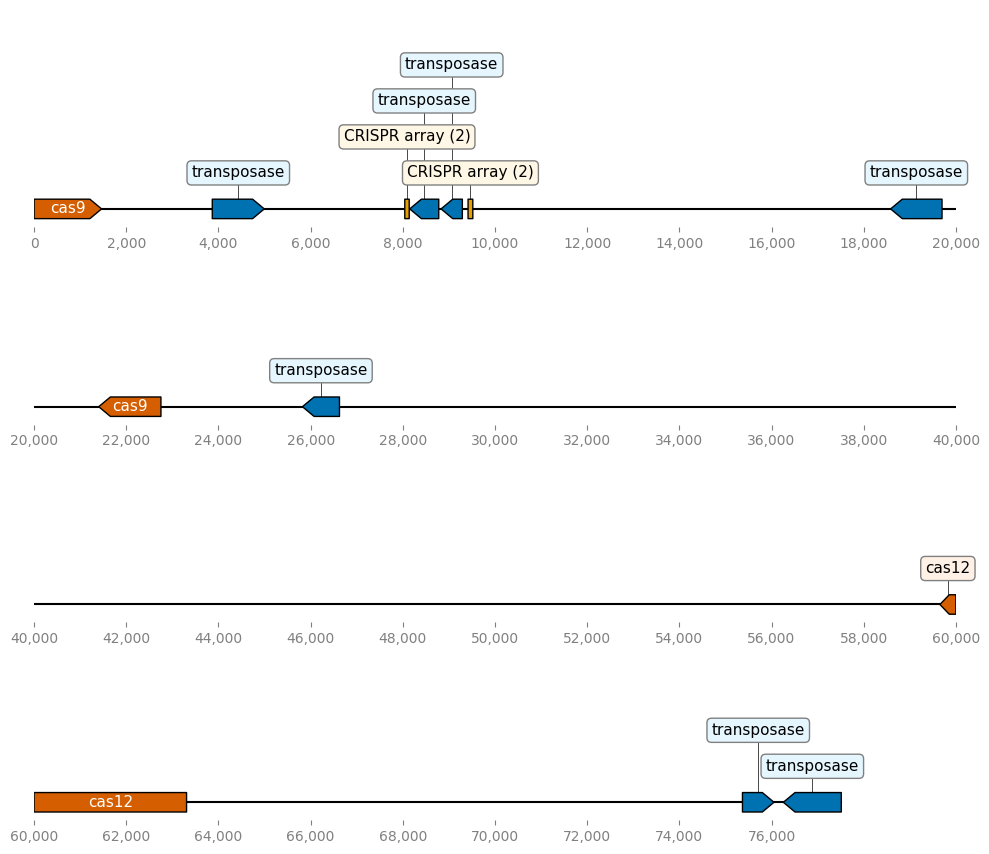 transposase
transposase
CRISPR array (2)
transposase CRISPR array (2) transposase
cas9
0 2,000 4,000 6,000 8,000 10,000 12,000 14,000 16,000 18,000 20,000
transposase
cas9
20,000 22,000 24,000 26,000 28,000 30,000 32,000 34,000 36,000 38,000 40,000
cas12
40,000 42,000 44,000 46,000 48,000 50,000 52,000 54,000 56,000 58,000 60,000
transposase
transposase
cas12
60,000 62,000 64,000 66,000 68,000 70,000 72,000 74,000 76,000